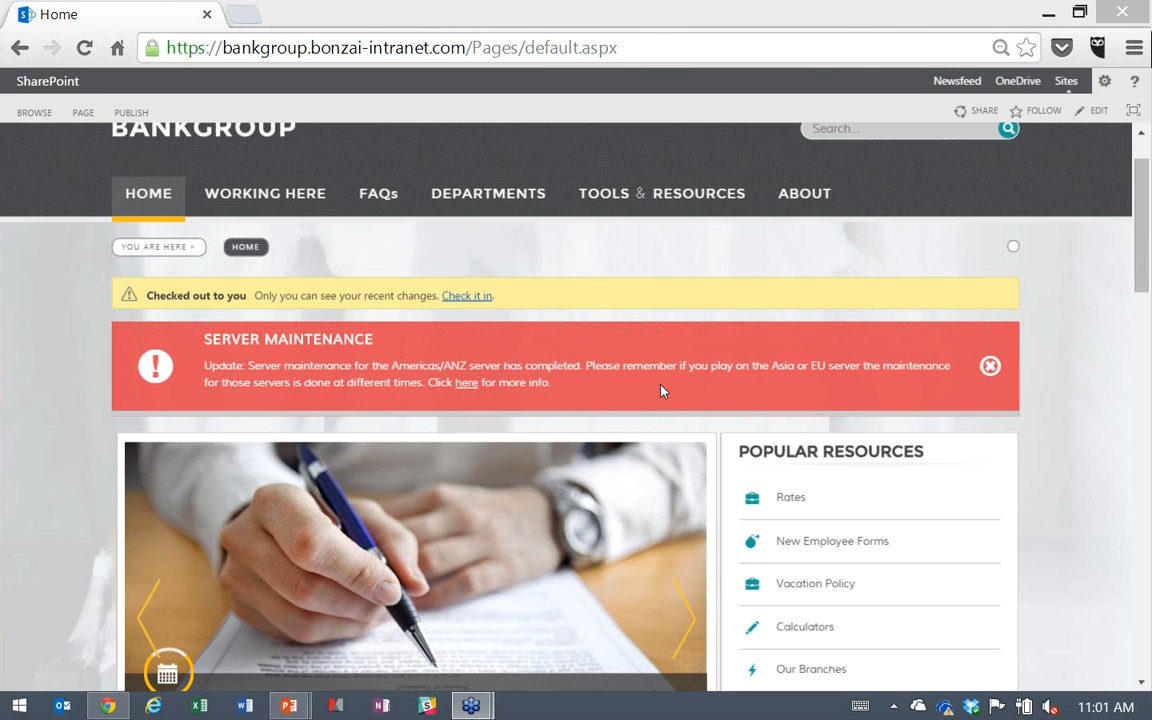 Home
https://bankgroup.bonzai-intranet.com/Pages/default.aspx
SharePoint
Newsfeed OneDrive Sites ?
BROWSE PAGE PUBLISH
SHARE FOLLOW EDIT
BANKGROUP
Search...
HOME WORKING HERE FAQs DEPARTMENTS TOOLS & RESOURCES ABOUT
YOU ARE HERE > HOME
Checked out to you Only you can see your recent changes. Check it in.
SERVER MAINTENANCE
Update: Server maintenance for the Americas/ANZ server has completed. Please remember if you play on the Asia or EU server the maintenance
for those servers is done at different times. Click here for more info.
POPULAR RESOURCES
Rates
New Employee Forms
Vacation Policy
Calculators
Our Branches
11:01 AM